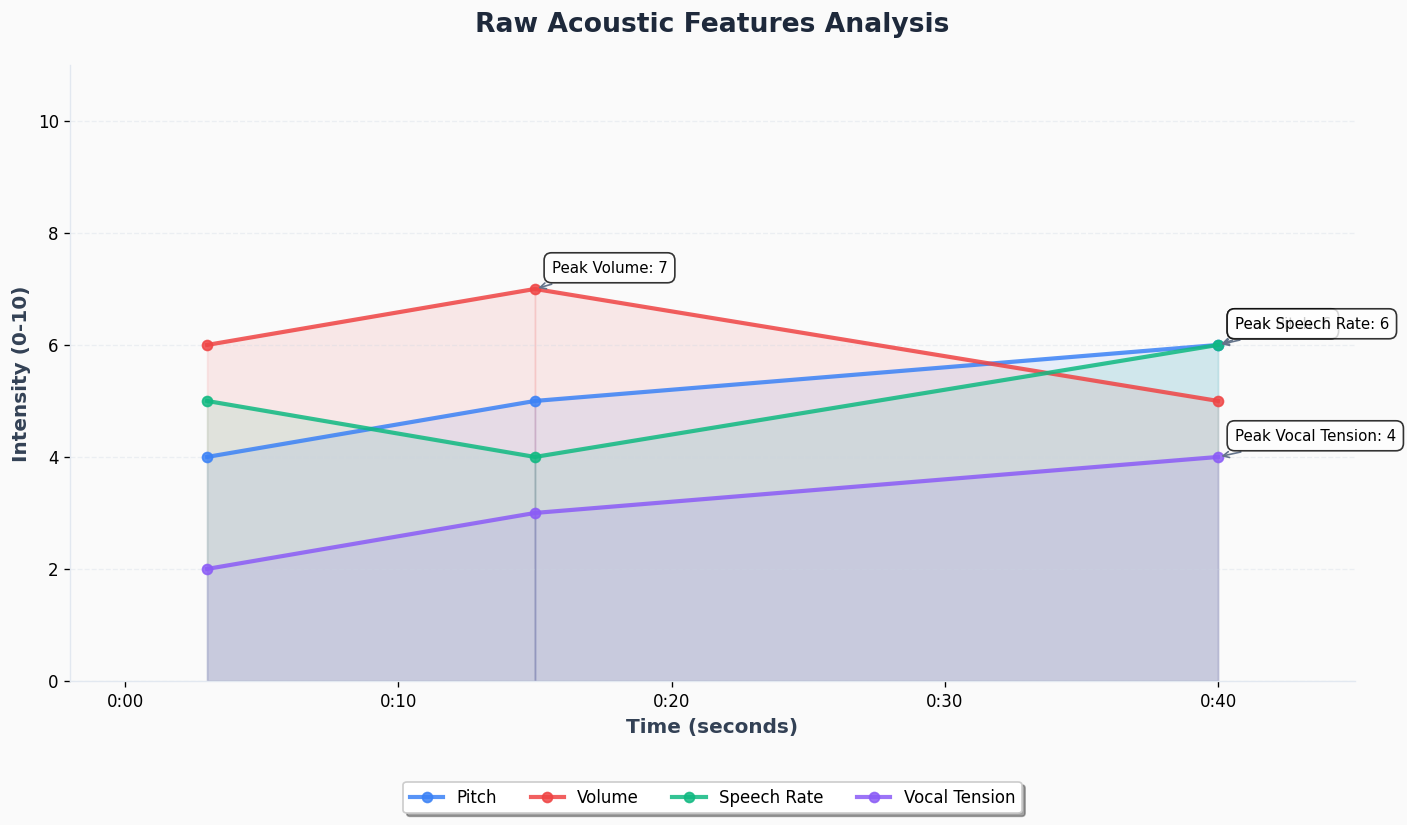 Raw Acoustic Features Analysis
Intensity (0-10)
10
8
6
4
2
0
Peak Volume: 7
Peak Speech Rate: 6
Peak Vocal Tension: 4
0:00 0:10 0:20 0:30 0:40
Time (seconds)
Pitch Volume Speech Rate Vocal Tension